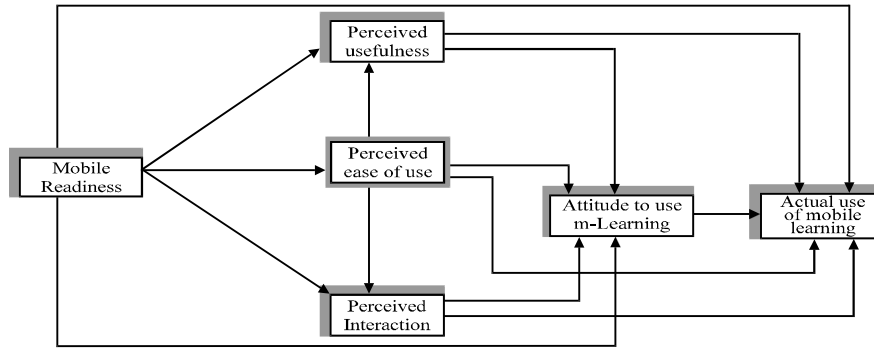 Perceived
usefulness
Mobile
Readiness
Perceived
ease of use
Attitude to use
m-Learning
Actual use
of mobile
learning
Perceived
Interaction